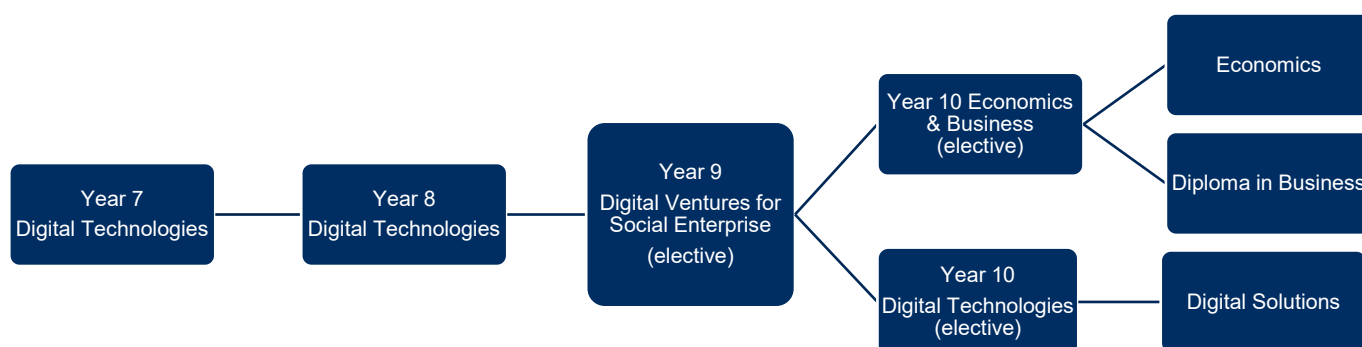 Year 7
Digital Technologies
Year 8
Digital Technologies
Year 9
Digital Ventures for
Social Enterprise
(elective)
Year 10 Economics
& Business
(elective)
Economics
Diploma in Business
Year 10
Digital Technologies
(elective)
Digital Solutions